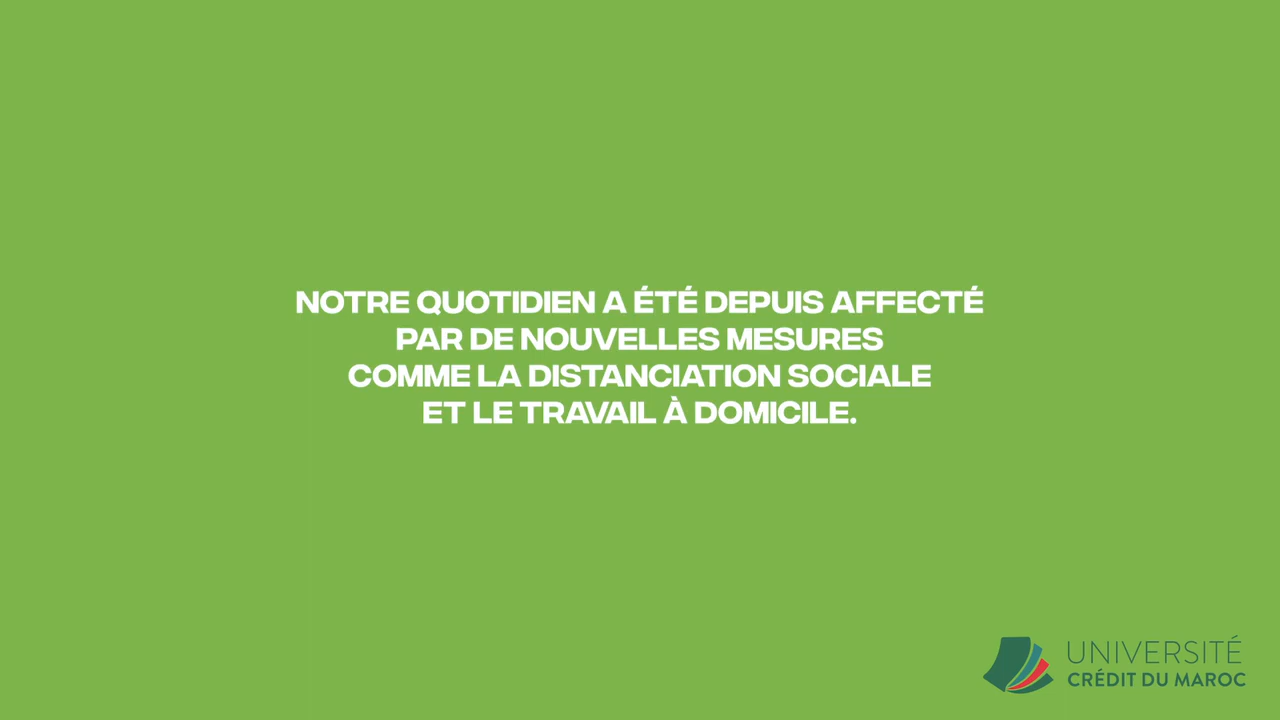 NOTRE QUOTIDIEN A ÉTÉ DEPUIS AFFECTÉ
PAR DE NOUVELLES MESURES
COMME LA DISTANCIATION SOCIALE
ET LE TRAVAIL À DOMICILE.
UNIVERSITÉ
CRÉDIT DU MAROC